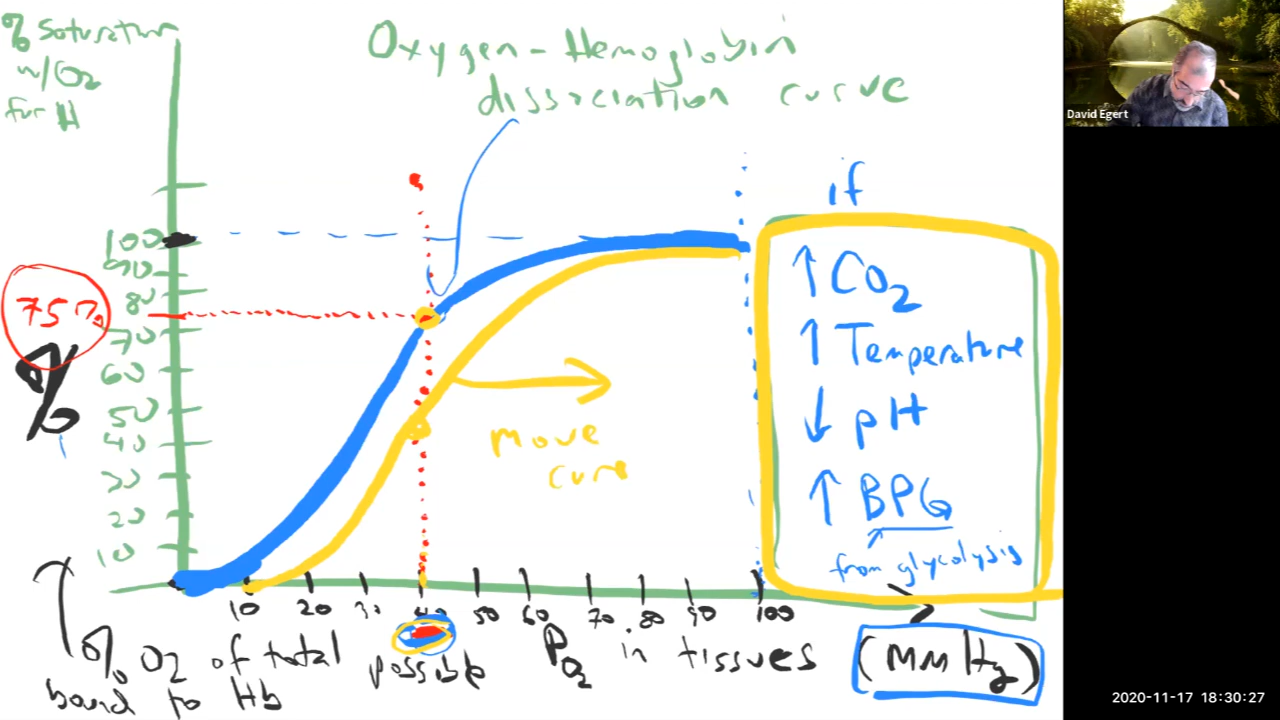 % Saturation
w/O2
for H
Oxygen-Hemoglobin
dissociation curve
David Egert
if
↑ CO2
↑ Temperature
↓ pH
↑ BPG
from glycolysis
100
90
80
75%
70
60
%
50
40
30
20
10
move
curve
10 20 30 40 50 60 70 80 90 100
% O2 of total possible
bound to Hb
PO2 in tissues (mmHg)
2020-11-17 18:30:27